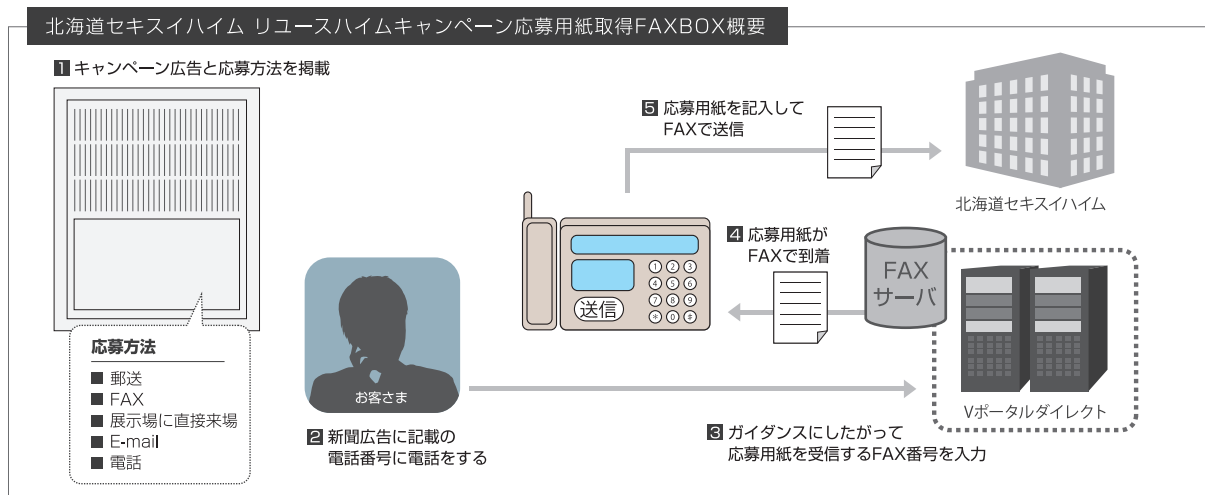 北海道セキスイハイム リユースハイムキャンペーン応募用紙取得FAXBOX概要
1 キャンペーン広告と応募方法を掲載
応募方法
■ 郵送
■ FAX
■ 展示場に直接来場
■ E-mail
■ 電話
お客さま
2 新聞広告に記載の
電話番号に電話をする
3 ガイダンスにしたがって
応募用紙を受信するFAX番号を入力
Vポータルダイレクト
FAX
サーバ
4 応募用紙が
FAXで到着
1 2 3
4 5 6
7 8 9
* 0 #
送信
5 応募用紙を記入して
FAXで送信
北海道セキスイハイム